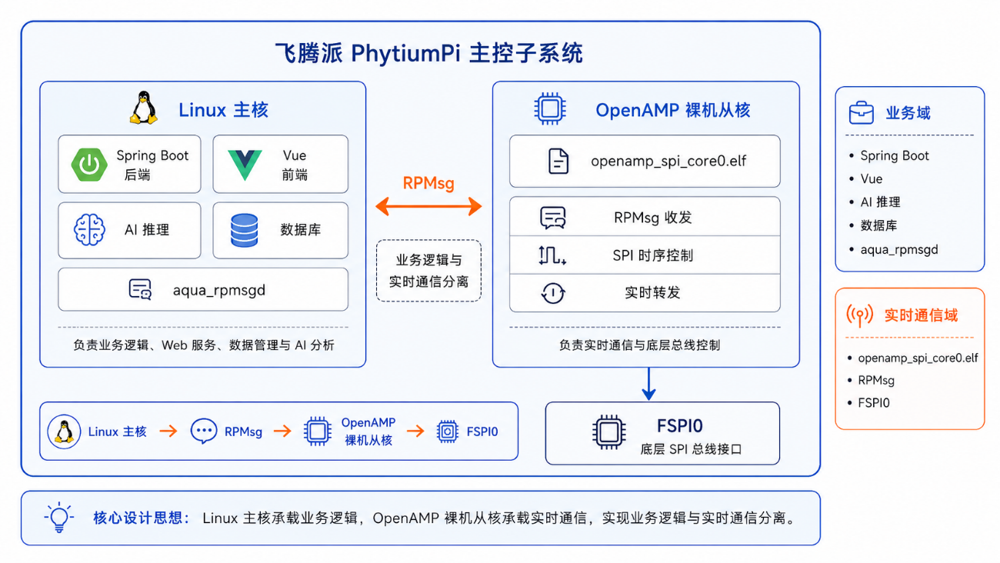 飞腾派 PhytiumPi 主控子系统
Linux 主核
Spring Boot
后端
Vue
前端
AI 推理
数据库
aqua_rpmsgd
负责业务逻辑、Web 服务、数据管理与 AI 分析
RPMsg
业务逻辑与
实时通信分离
OpenAMP 裸机从核
openamp_spi_core0.elf
RPMsg 收发
SPI 时序控制
实时转发
负责实时通信与底层总线控制
Linux 主核
RPMsg
OpenAMP
裸机从核
FSPI0
FSPI0
底层 SPI 总线接口
业务域
• Spring Boot
• Vue
• AI 推理
• 数据库
• aqua_rpmsgd
实时通信域
• openamp_spi_core0.elf
• RPMsg
• FSPI0
核心设计思想： Linux 主核承载业务逻辑，OpenAMP 裸机从核承载实时通信，实现业务逻辑与实时通信分离。